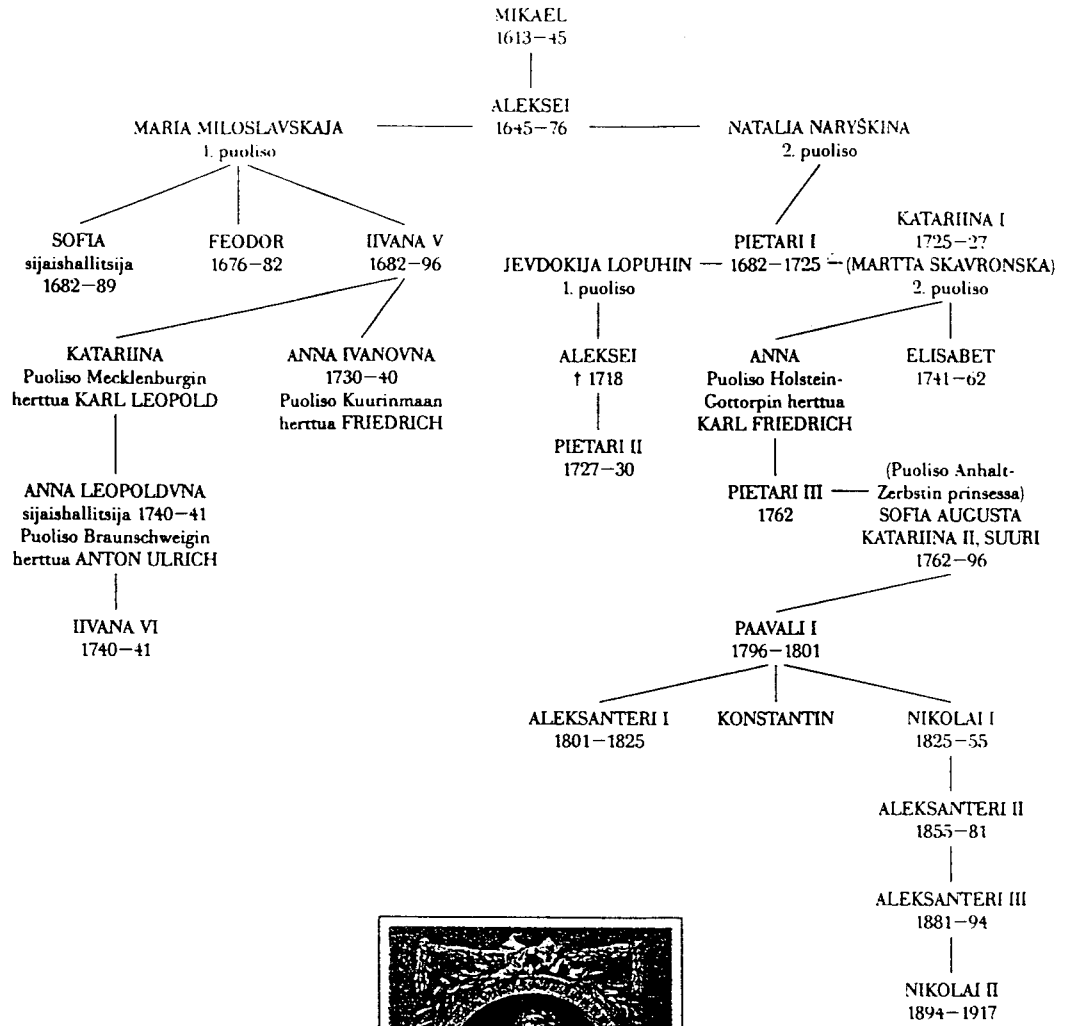 MIKAEL
1613–45
ALEKSEI
1645–76
MARIA MILOSLAVSKAJA
1. puoliso
NATALIA NARYŠKINA
2. puoliso
SOFIA
sijaishallitsija
1682–89
FEODOR
1676–82
IIVANA V
1682–96
JEVDOKIJA LOPUHIN
1. puoliso
PIETARI I
1682–1725
KATARIINA I
1725–27
(MARTTA SKAVRONSKA)
2. puoliso
KATARIINA
Puoliso Mecklenburgin
herttua KARL LEOPOLD
ANNA IVANOVNA
1730–40
Puoliso Kuurinmaan
herttua FRIEDRICH
ALEKSEI
† 1718
ANNA
Puoliso Holstein-
Gottorpin herttua
KARL FRIEDRICH
ELISABET
1741–62
PIETARI II
1727–30
ANNA LEOPOLDVNA
sijaishallitsija 1740–41
Puoliso Braunschweigin
herttua ANTON ULRICH
PIETARI III
1762
(Puoliso Anhalt-
Zerbstin prinsessa)
SOFIA AUGUSTA
KATARIINA II, SUURI
1762–96
IIVANA VI
1740–41
PAAVALI I
1796–1801
ALEKSANTERI I
1801–1825
KONSTANTIN
NIKOLAI I
1825–55
ALEKSANTERI II
1855–81
ALEKSANTERI III
1881–94
NIKOLAI II
1894–1917